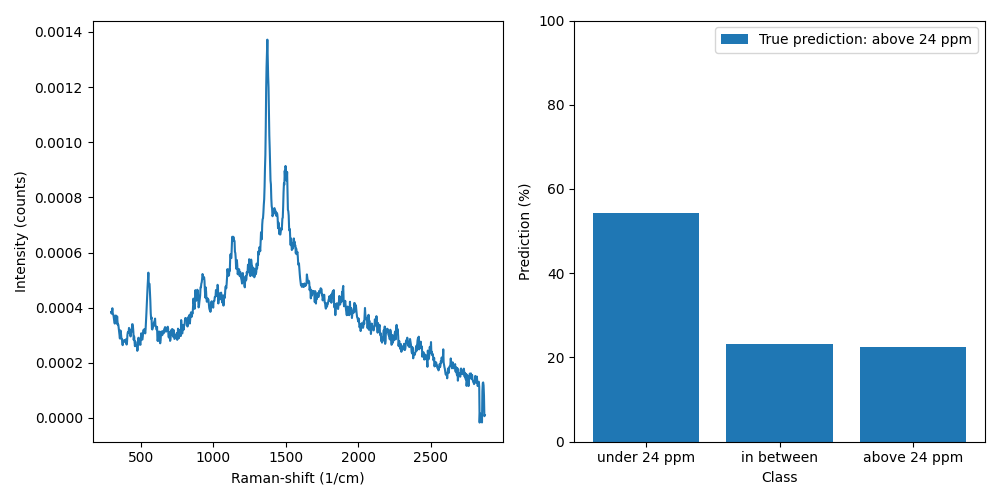 0.0014
0.0012
0.0010
0.0008
0.0006
0.0004
0.0002
0.0000
Intensity (counts)
500 1000 1500 2000 2500
Raman-shift (1/cm)
100
80
60
40
20
0
Prediction (%)
True prediction: above 24 ppm
under 24 ppm in between above 24 ppm
Class